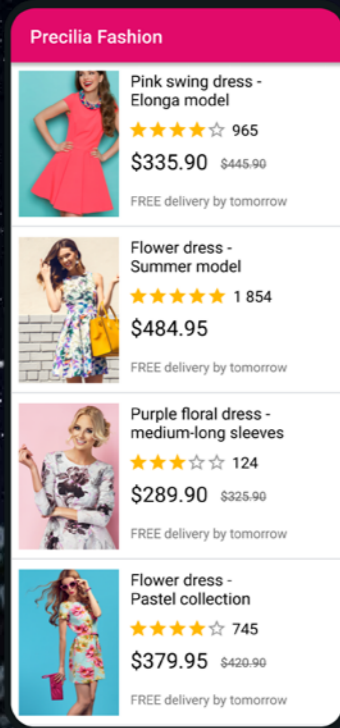 Precilia Fashion
Pink swing dress -
Elonga model
965
$335.90 $445.90
FREE delivery by tomorrow
Flower dress -
Summer model
1 854
$484.95
FREE delivery by tomorrow
Purple floral dress -
medium-long sleeves
124
$289.90 $325.90
FREE delivery by tomorrow
Flower dress -
Pastel collection
745
$379.95 $420.90
FREE delivery by tomorrow